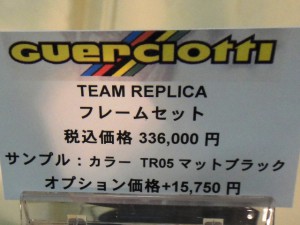 GUERCIOTTI
TEAM REPLICA
フレームセット
税込価格 336,000 円
サンプル：カラー TR05 マットブラック
オプション価格+15,750 円